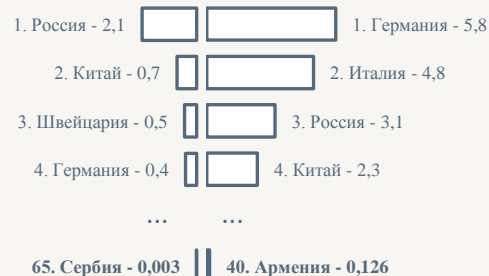 1. Россия - 2,1 1. Германия - 5,8
2. Китай - 0,7 2. Италия - 4,8
3. Швейцария - 0,5 3. Россия - 3,1
4. Германия - 0,4 4. Китай - 2,3
... ...
65. Сербия - 0,003 40. Армения - 0,126